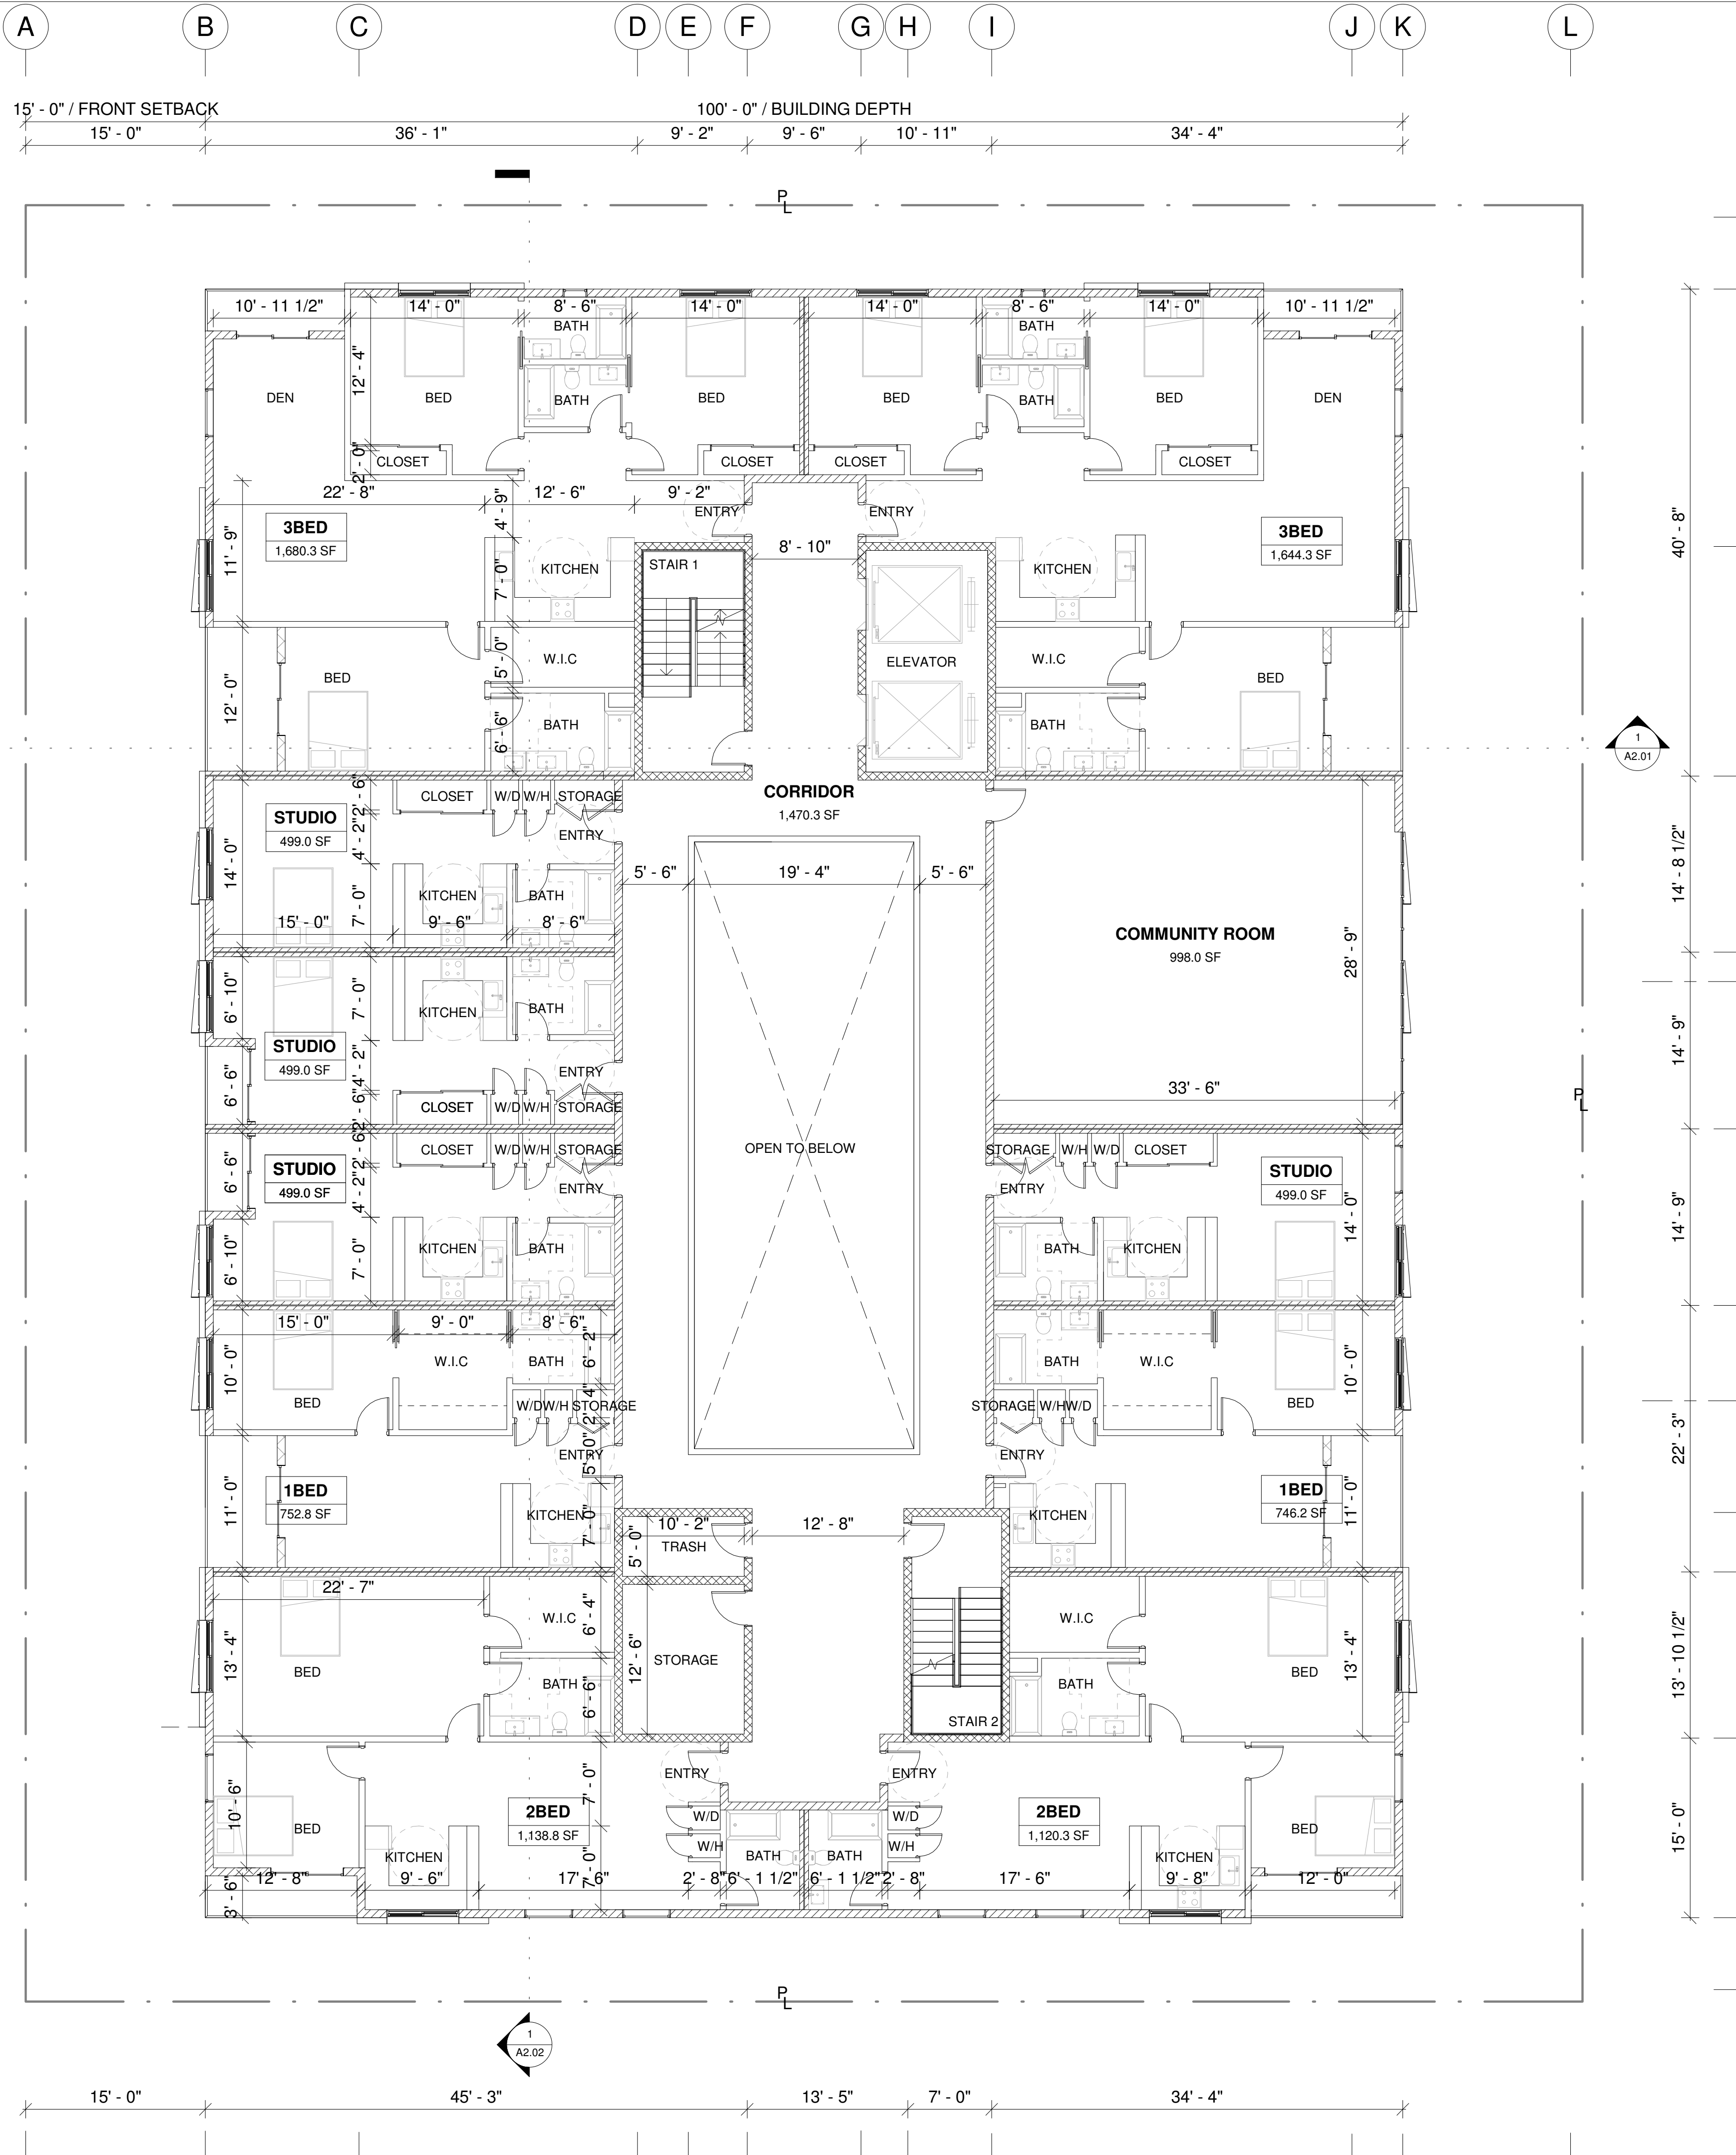 A B C D E F G H I J K L
15' - 0" / FRONT SETBACK
100' - 0" / BUILDING DEPTH
15' - 0" 36' - 1" 9' - 2" 9' - 6" 10' - 11" 34' - 4"
PL
10' - 11 1/2" 14' - 0" 8' - 6" 14' - 0" 14' - 0" 8' - 6" 14' - 0" 10' - 11 1/2"
BATH BATH
12' - 4"
DEN BED BATH BED BED BATH BED DEN
CLOSET CLOSET CLOSET CLOSET
2' - 0"
22' - 8" 12' - 6" 9' - 2"
4' - 9"
ENTRY ENTRY
40' - 8"
3BED
1,680.3 SF
3BED
1,644.3 SF
11' - 9"
8' - 10"
STAIR 1
KITCHEN KITCHEN
7' - 0"
W.I.C ELEVATOR W.I.C
5' - 0"
BED BED
12' - 0"
BATH BATH
6' - 6"
1
A2.01
CORRIDOR
1,470.3 SF
2' - 6"
CLOSET W/D W/H STORAGE
STUDIO
499.0 SF
4' - 2"
ENTRY
14' - 0"
5' - 6" 19' - 4" 5' - 6"
14' - 8 1/2"
KITCHEN BATH
7' - 0"
15' - 0" 9' - 6" 8' - 6"
COMMUNITY ROOM
998.0 SF
28' - 9"
6' - 10"
7' - 0"
KITCHEN BATH
14' - 9"
STUDIO
499.0 SF
4' - 2"
ENTRY
6' - 6"
33' - 6"
2' - 6"
CLOSET W/D W/H STORAGE
PL
2' - 6"
CLOSET W/D W/H STORAGE
OPEN TO BELOW
STORAGE W/H W/D CLOSET
STUDIO
499.0 SF
6' - 6"
4' - 2"
ENTRY
ENTRY
STUDIO
499.0 SF
14' - 0"
14' - 9"
6' - 10"
7' - 0"
KITCHEN BATH
BATH KITCHEN
15' - 0" 9' - 0" 8' - 6"
6' - 2"
10' - 0"
W.I.C BATH
BATH W.I.C
10' - 0"
BED
BED
W/D W/H STORAGE
2' - 4"
STORAGE W/H W/D
22' - 3"
ENTRY
5' - 0"
ENTRY
1BED
752.8 SF
11' - 0"
KITCHEN
7' - 0"
KITCHEN
1BED
746.2 SF
11' - 0"
10' - 2"
12' - 8"
TRASH
5' - 0"
22' - 7"
W.I.C
6' - 4"
W.I.C
13' - 4"
BED
12' - 6"
STORAGE
BED
13' - 4"
13' - 10 1/2"
BATH
6' - 6"
BATH
STAIR 2
ENTRY ENTRY
7' - 0"
10' - 6"
BED
2BED
1,138.8 SF
W/D
W/H
W/D
W/H
2BED
1,120.3 SF
BED
15' - 0"
KITCHEN
BATH BATH
KITCHEN
7' - 0"
12' - 8" 9' - 6" 17' - 6" 2' - 8" 6' - 1 1/2" 6' - 1 1/2" 2' - 8" 17' - 6" 9' - 8" 12' - 0"
3' - 6"
PL
1
A2.02
15' - 0" 45' - 3" 13' - 5" 7' - 0" 34' - 4"